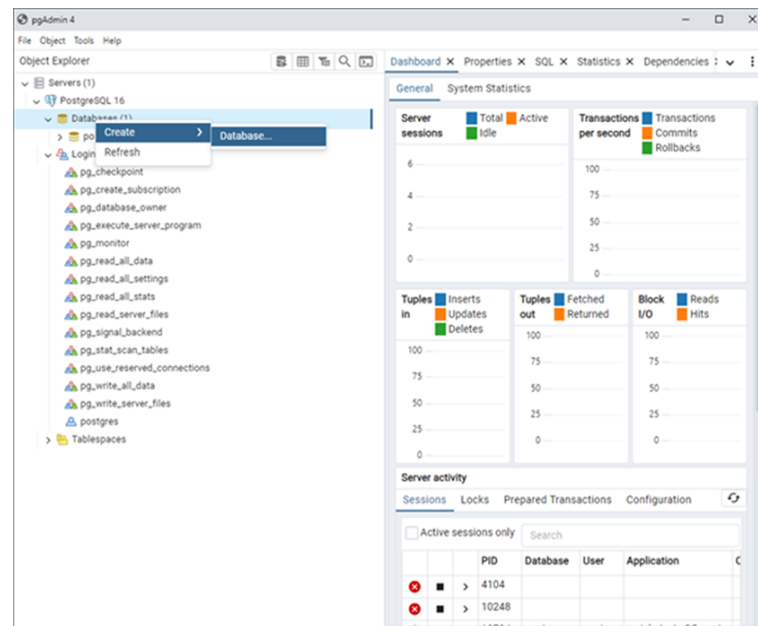 pgAdmin 4
File Object Tools Help
Object Explorer
Servers (1)
PostgreSQL 16
Databases (1)
po
Create
Database...
Refresh
Login
pg_checkpoint
pg_create_subscription
pg_database_owner
pg_execute_server_program
pg_monitor
pg_read_all_data
pg_read_all_settings
pg_read_all_stats
pg_read_server_files
pg_signal_backend
pg_stat_scan_tables
pg_use_reserved_connections
pg_write_all_data
pg_write_server_files
postgres
Tablespaces
Dashboard Properties SQL Statistics Dependencies
General System Statistics
Server sessions
Total Active
Idle
6
4
2
0
Transactions per second
Transactions
Commits
Rollbacks
100
75
50
25
0
Tuples in
Inserts
Updates
Deletes
100
75
50
25
0
Tuples out
Fetched
Returned
100
75
50
25
0
Block I/O
Reads
Hits
100
75
50
25
0
Server activity
Sessions Locks Prepared Transactions Configuration
Active sessions only Search
PID Database User Application
4104
10248